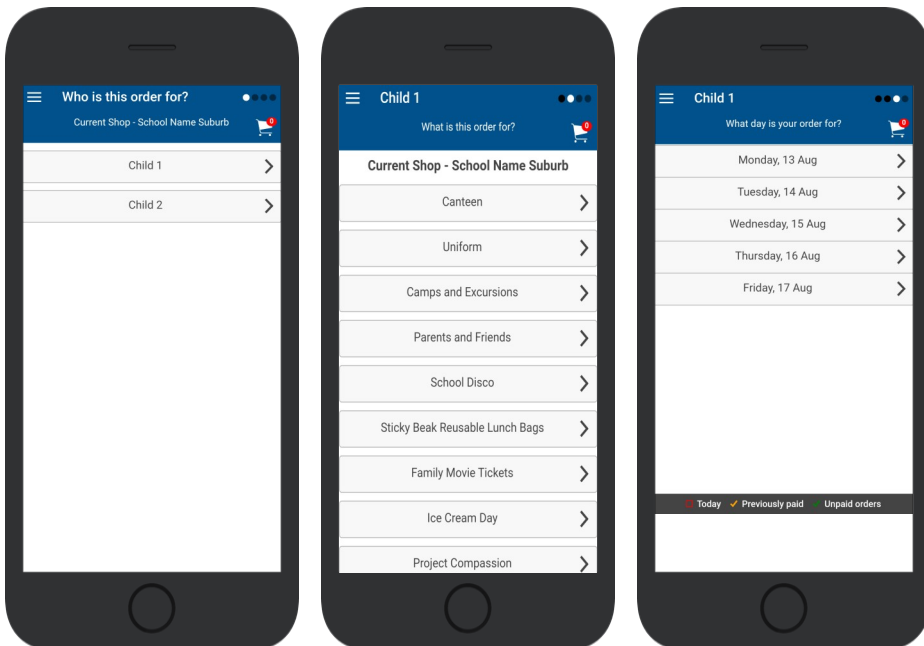 Who is this order for?
Current Shop - School Name Suburb
0
Child 1
Child 2
Child 1
What is this order for?
0
Current Shop - School Name Suburb
Canteen
Uniform
Camps and Excursions
Parents and Friends
School Disco
Sticky Beak Reusable Lunch Bags
Family Movie Tickets
Ice Cream Day
Project Compassion
Child 1
What day is your order for?
0
Monday, 13 Aug
Tuesday, 14 Aug
Wednesday, 15 Aug
Thursday, 16 Aug
Friday, 17 Aug
Today Previously paid Unpaid orders